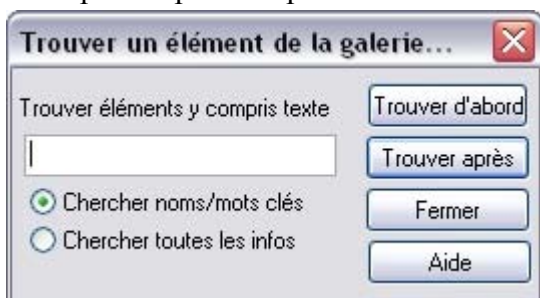 Trouver un élément de la galerie...
Trouver éléments y compris texte
Trouver d'abord
Trouver après
Chercher noms/mots clés
Fermer
Chercher toutes les infos
Aide